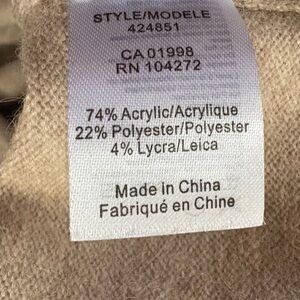 STYLE/MODELE
424851
CA 01998
RN 104272
74% Acrylic/Acrylique
22% Polyester/Polyester
4% Lycra/Leica
Made in China
Fabriqué en Chine